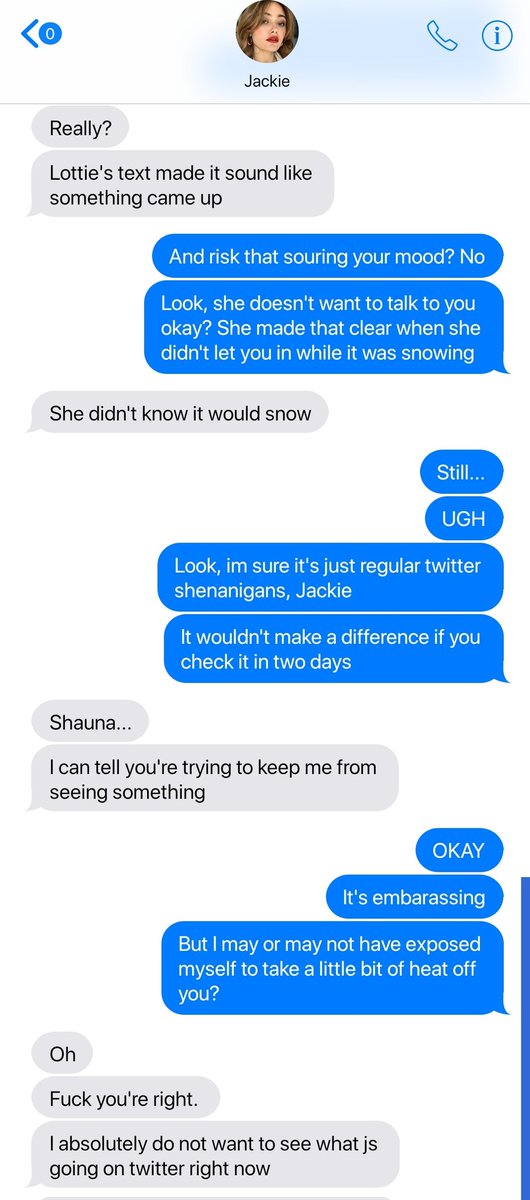 0
Jackie
Really?
Lottie's text made it sound like
something came up
And risk that souring your mood? No
Look, she doesn't want to talk to you
okay? She made that clear when she
didn't let you in while it was snowing
She didn't know it would snow
Still...
UGH
Look, im sure it's just regular twitter
shenanigans, Jackie
It wouldn't make a difference if you
check it in two days
Shauna...
I can tell you're trying to keep me from
seeing something
OKAY
It's embarassing
But I may or may not have exposed
myself to take a little bit of heat off
you?
Oh
Fuck you're right.
I absolutely do not want to see what js
going on twitter right now